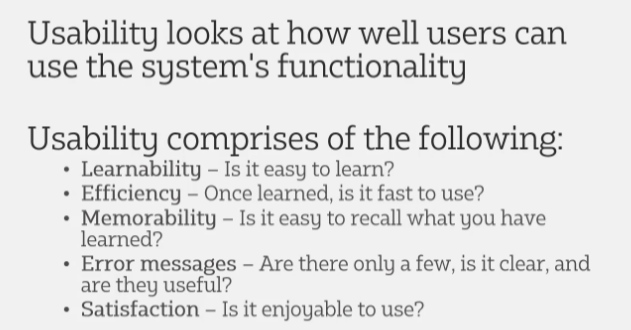 Usability looks at how well users can
use the system's functionality
Usability comprises of the following:
• Learnability – Is it easy to learn?
• Efficiency – Once learned, is it fast to use?
• Memorability – Is it easy to recall what you have
learned?
• Error messages – Are there only a few, is it clear, and
are they useful?
• Satisfaction – Is it enjoyable to use?